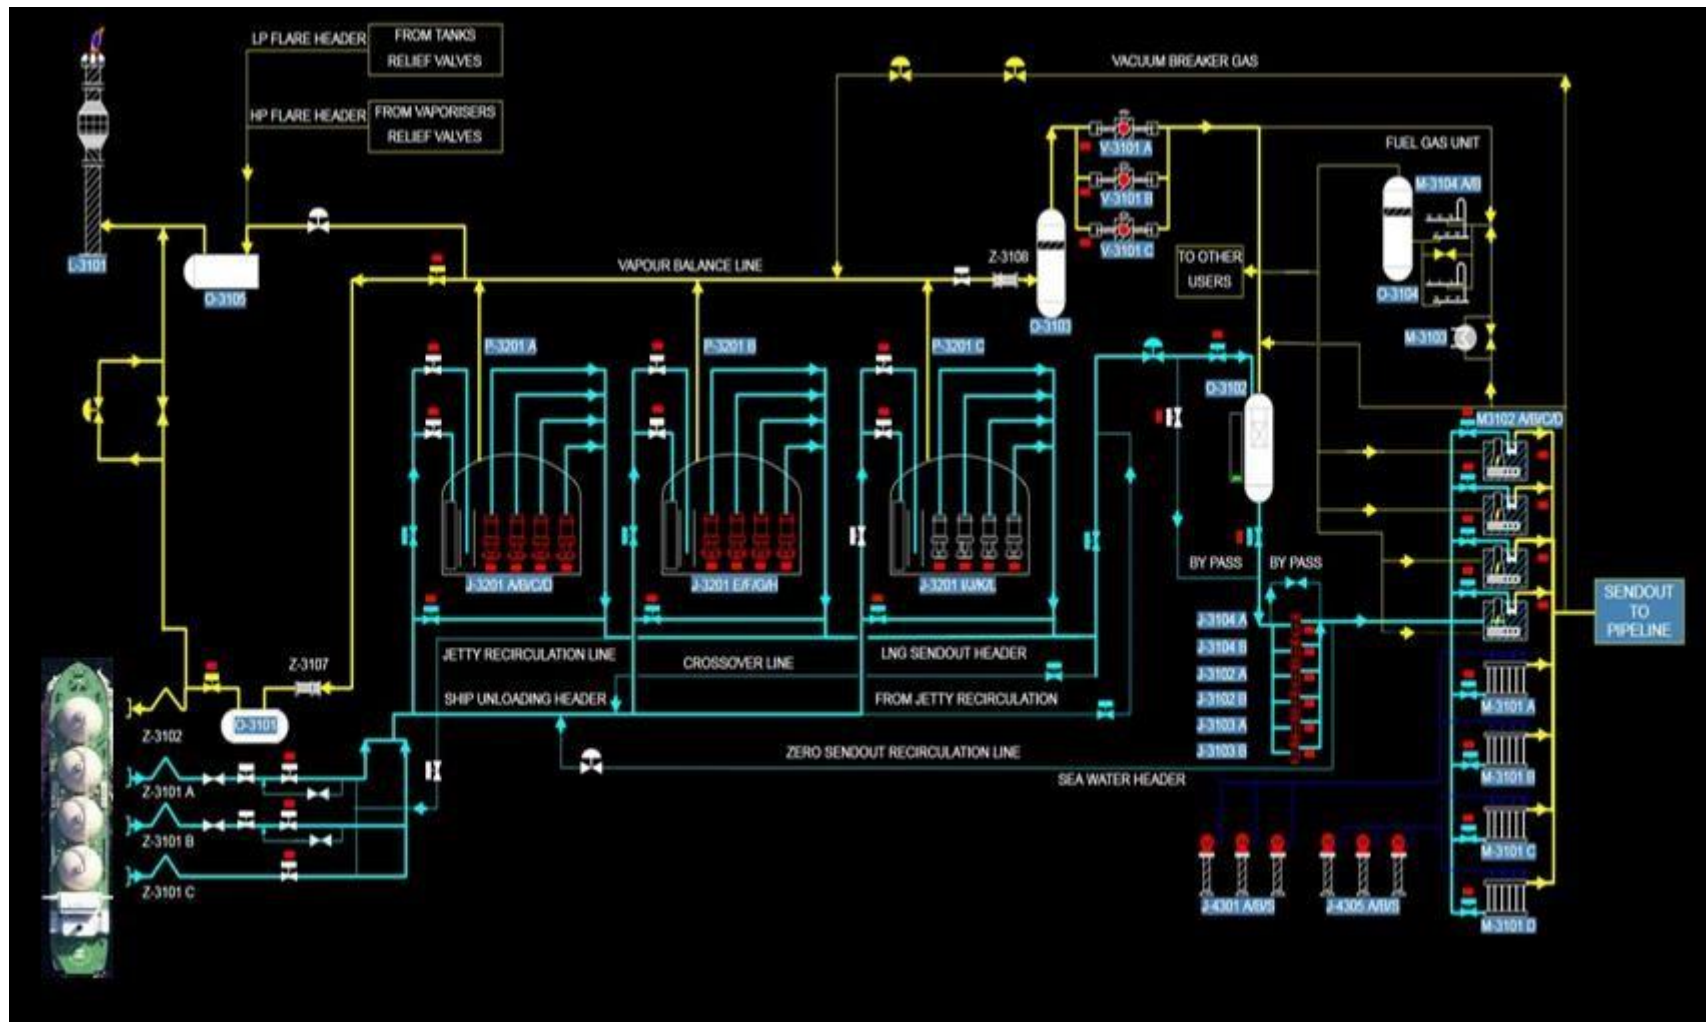 LP FLARE HEADER
FROM TANKS
RELIEF VALVES
HP FLARE HEADER
FROM VAPORISERS
RELIEF VALVES
VACUUM BREAKER GAS
V-3101 A
V-3101 B
V-3101 C
FUEL GAS UNIT
M-3104 A/B
L-3101
O-3105
VAPOUR BALANCE LINE
Z-3108
O-3103
TO OTHER
USERS
O-3104
M-3103
P-3201 A
P-3201 B
P-3201 C
O-3102
M3102 A/B/C/D
J-3201 A/B/C/D
J-3201 E/F/G/H
J-3201 I/J/K/L
BY PASS
BY PASS
SENDOUT
TO
PIPELINE
J-3104 A
J-3104 B
J-3102 A
J-3102 B
J-3103 A
J-3103 B
JETTY RECIRCULATION LINE
CROSSOVER LINE
LNG SENDOUT HEADER
Z-3107
SHIP UNLOADING HEADER
FROM JETTY RECIRCULATION
O-3101
Z-3102
ZERO SENDOUT RECIRCULATION LINE
SEA WATER HEADER
Z-3101 A
Z-3101 B
Z-3101 C
M-3101 A
M-3101 B
M-3101 C
M-3101 D
J-4301 A/B/S
J-4305 A/B/S